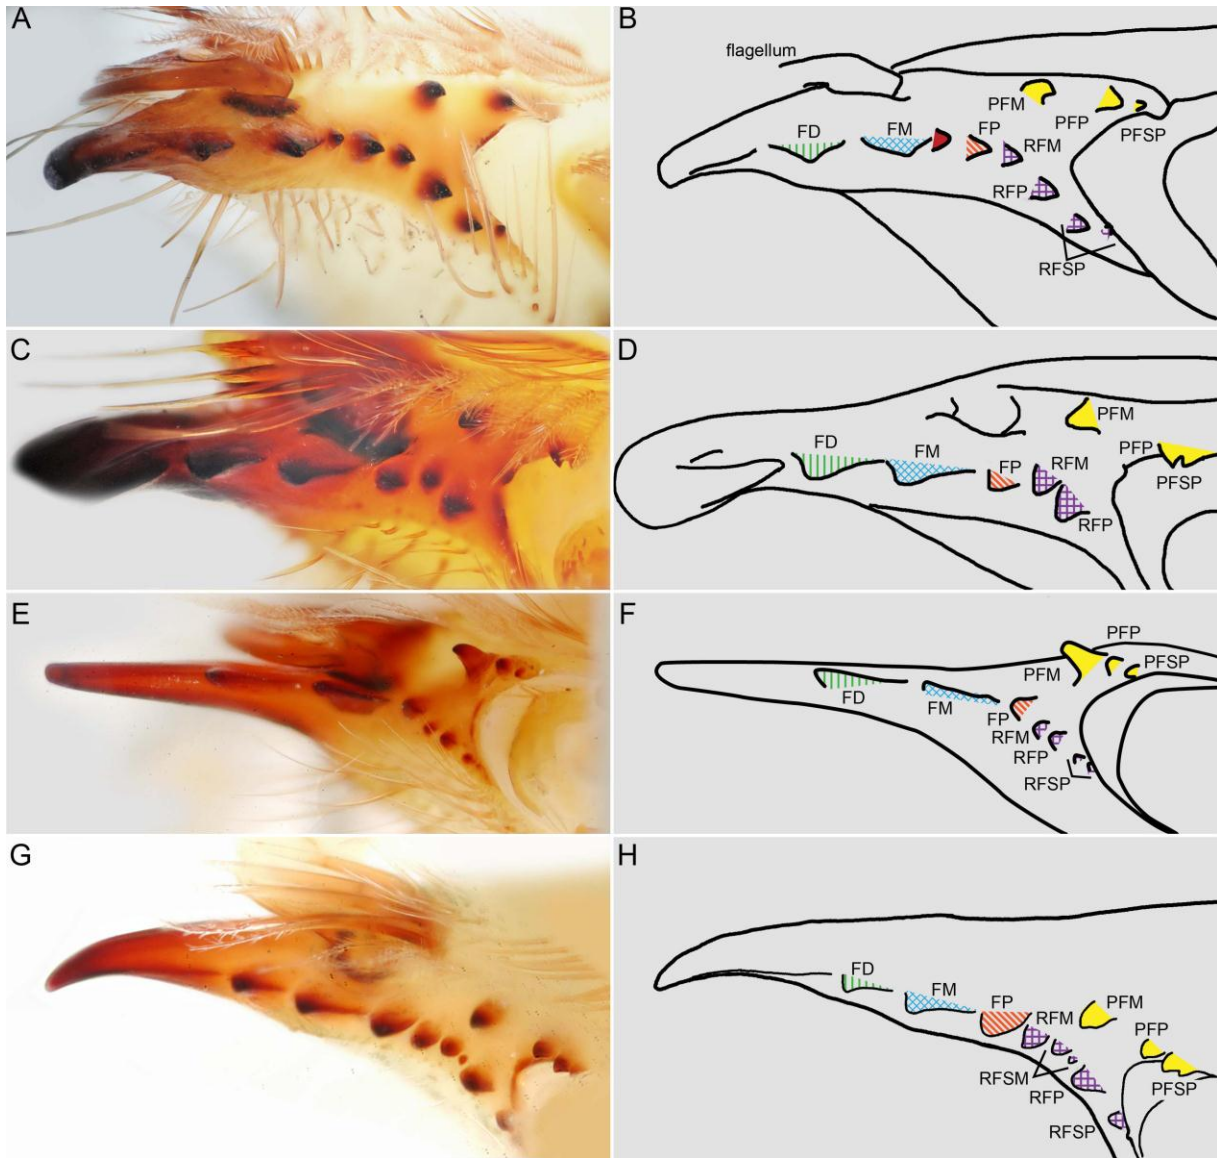 A
B
flagellum
PFM
PFP
PFSP
FD
FM
FP
RFM
RFP
RFSP
C
D
FD
FM
FP
RFM
PFM
PFP
PFSP
RFP
E
F
PFP
PFM
PFSP
FD
FM
FP
RFM
RFP
RFSP
G
H
FD
FM
FP
RFM
PFM
PFP
RFSM
PFSP
RFP
RFSP